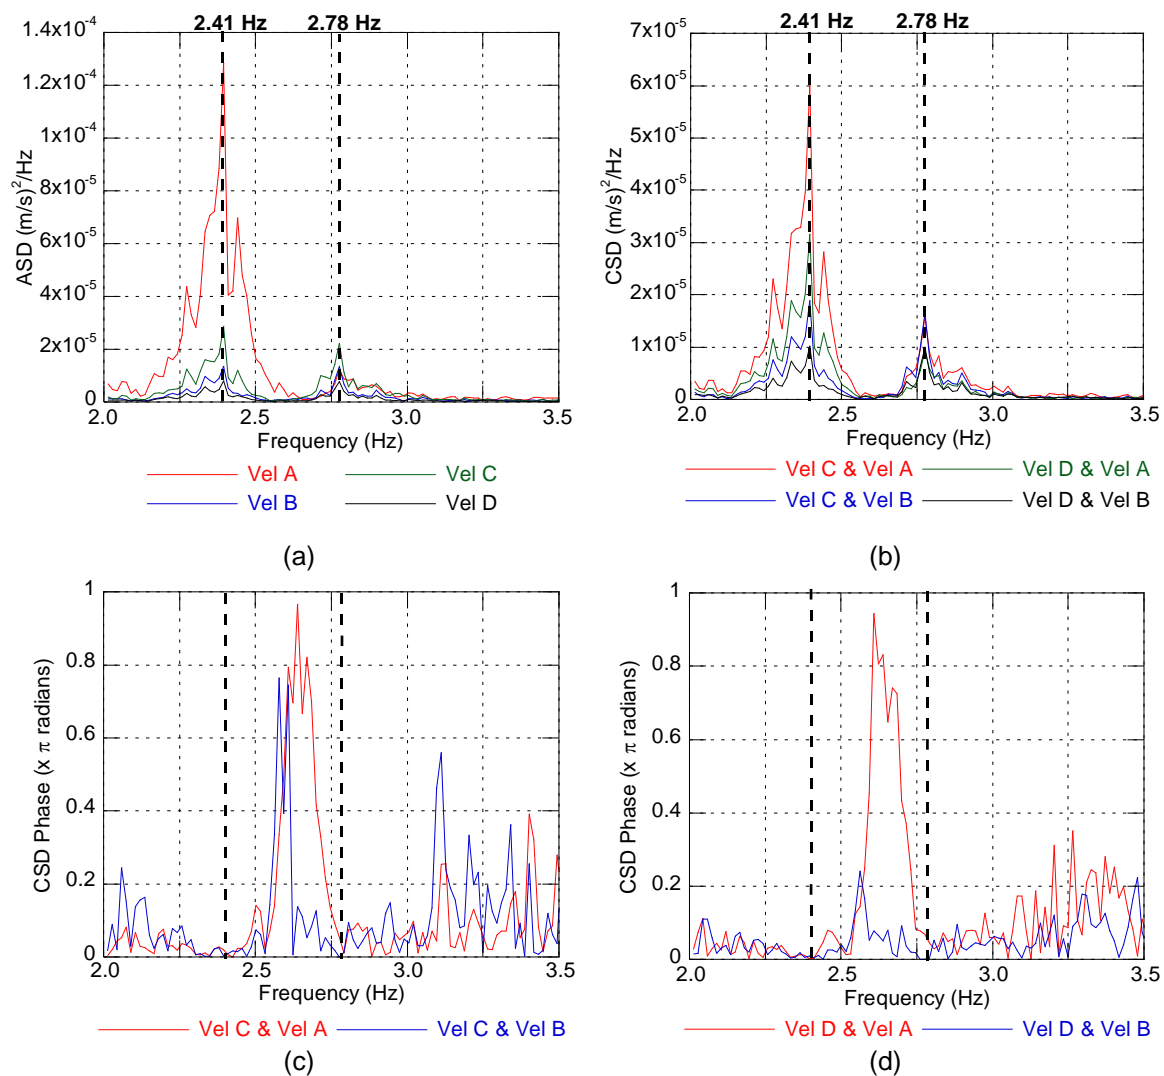 2.41 Hz 2.78 Hz
1.4x10-4
1.2x10-4
1x10-4
8x10-5
6x10-5
4x10-5
2x10-5
0
ASD (m/s)2/Hz
2.0 2.5 3.0 3.5
Frequency (Hz)
Vel A Vel C
Vel B Vel D
(a)
2.41 Hz 2.78 Hz
7x10-5
6x10-5
5x10-5
4x10-5
3x10-5
2x10-5
1x10-5
0
CSD (m/s)2/Hz
2.0 2.5 3.0 3.5
Frequency (Hz)
Vel C & Vel A Vel D & Vel A
Vel C & Vel B Vel D & Vel B
(b)
1
0.8
0.6
0.4
0.2
0
CSD Phase (x π radians)
2.0 2.5 3.0 3.5
Frequency (Hz)
Vel C & Vel A Vel C & Vel B
(c)
1
0.8
0.6
0.4
0.2
0
CSD Phase (x π radians)
2.0 2.5 3.0 3.5
Frequency (Hz)
Vel D & Vel A Vel D & Vel B
(d)